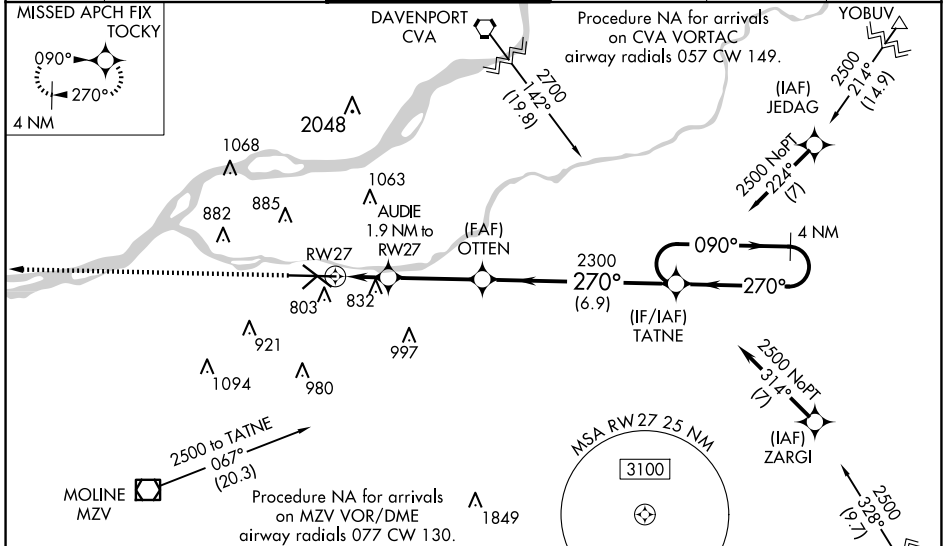 MISSED APCH FIX
TOCKY
090°
270°
4 NM
DAVENPORT
CVA
2700
142°
(19.8)
Procedure NA for arrivals
on CVA VORTAC
airway radials 057 CW 149.
YOBUV
2500
214°
(14.9)
(IAF)
JEDAG
2500 NoPT
224°
(7)
2048
1068
1063
882
885
AUDIE
1.9 NM to
RW27
RW27
(FAF)
OTTEN
2300
270°
(6.9)
090°
4 NM
270°
(IF/IAF)
TATNE
803
832
921
997
1094
980
2500 NoPT
314°
(7)
(IAF)
ZARGI
2500 to TATNE
067°
(20.3)
MOLINE
MZV
Procedure NA for arrivals
on MZV VOR/DME
airway radials 077 CW 130.
1849
MSA RW27 25 NM
3100
2500
328°
(9.7)